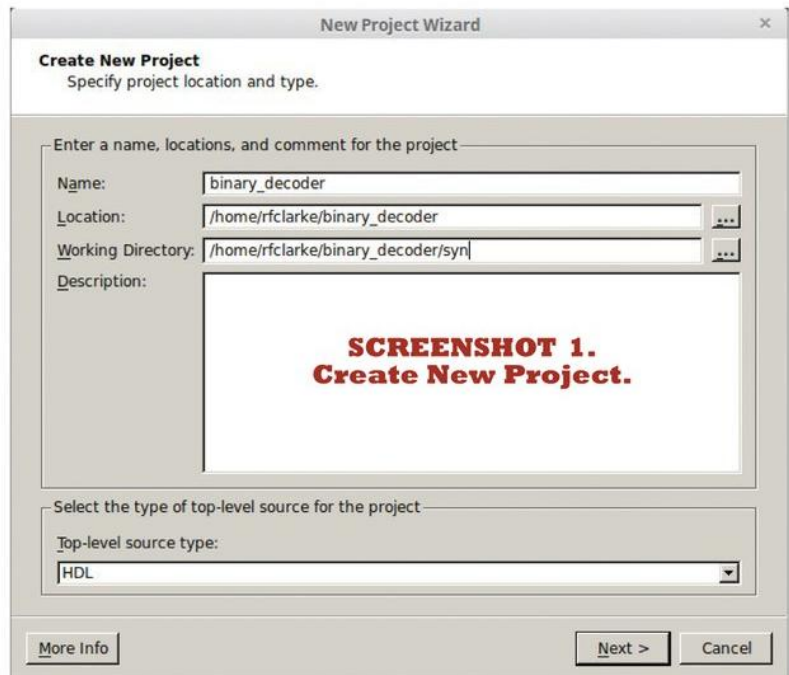 New Project Wizard
×
Create New Project
Specify project location and type.
Enter a name, locations, and comment for the project
Name: binary_decoder
Location: /home/rfclarke/binary_decoder ...
Working Directory: /home/rfclarke/binary_decoder/syn ...
Description:
SCREENSHOT 1.
Create New Project.
Select the type of top-level source for the project
Top-level source type:
HDL
More Info Next > Cancel